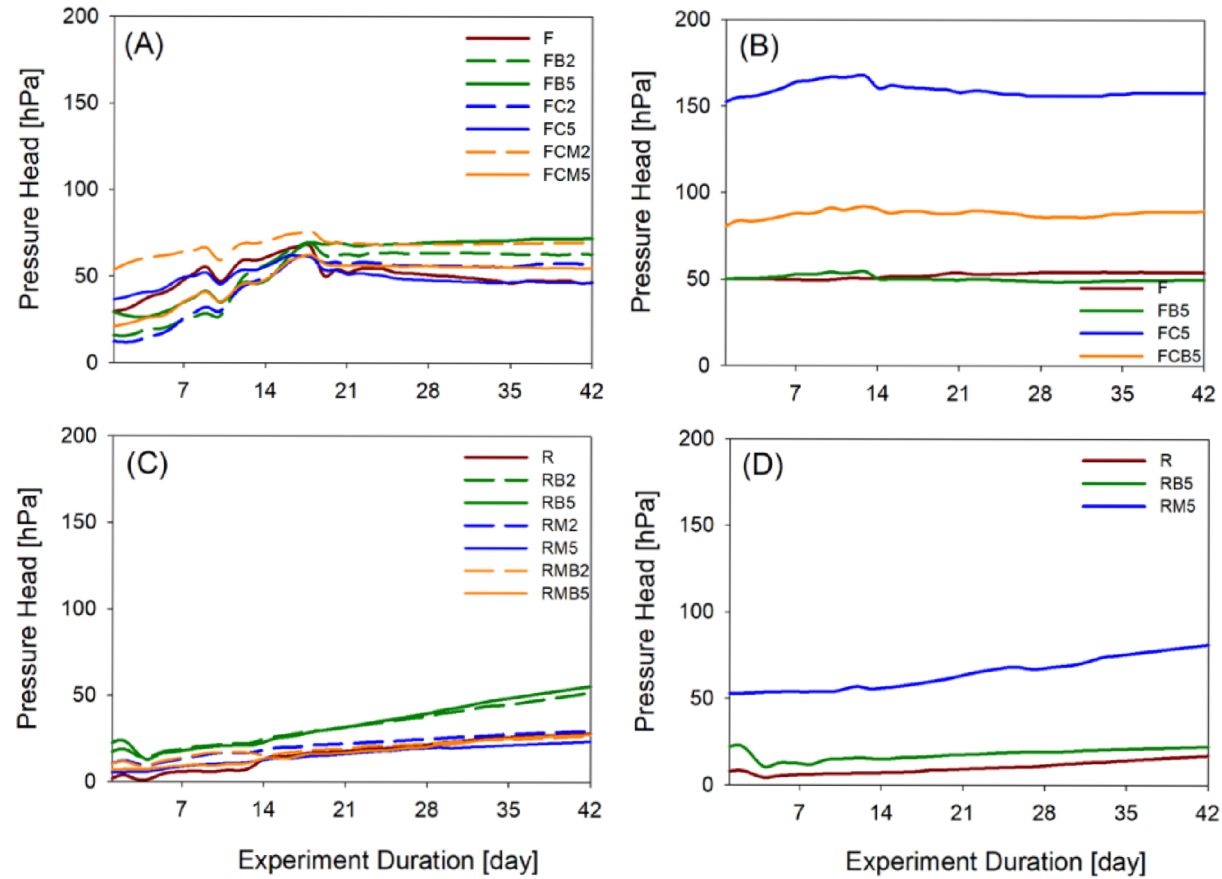 (A)
Pressure Head [hPa]
200
150
100
50
0
7 14 21 28 35 42
F
FB2
FB5
FC2
FC5
FCM2
FCM5
(B)
Pressure Head [hPa]
200
150
100
50
0
7 14 21 28 35 42
F
FB5
FC5
FCB5
(C)
Pressure Head [hPa]
200
150
100
50
0
7 14 21 28 35 42
R
RB2
RB5
RM2
RM5
RMB2
RMB5
Experiment Duration [day]
(D)
Pressure Head [hPa]
200
150
100
50
0
7 14 21 28 35 42
R
RB5
RM5
Experiment Duration [day]